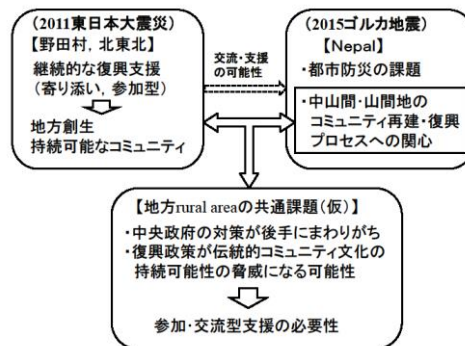 (2011東日本大震災)
【野田村，北東北】
継続的な復興支援
(寄り添い，参加型)
地方創生
持続可能なコミュニティ
交流・支援
の可能性
(2015ゴルカ地震)
【Nepal】
・都市防災の課題
・中山間・山間地の
コミュニティ再建・復興
プロセスへの関心
【地方rural areaの共通課題(仮)】
・中央政府の対策が後手にまわりがち
・復興政策が伝統的コミュニティ文化の
持続可能性の脅威になる可能性
参加・交流型支援の必要性